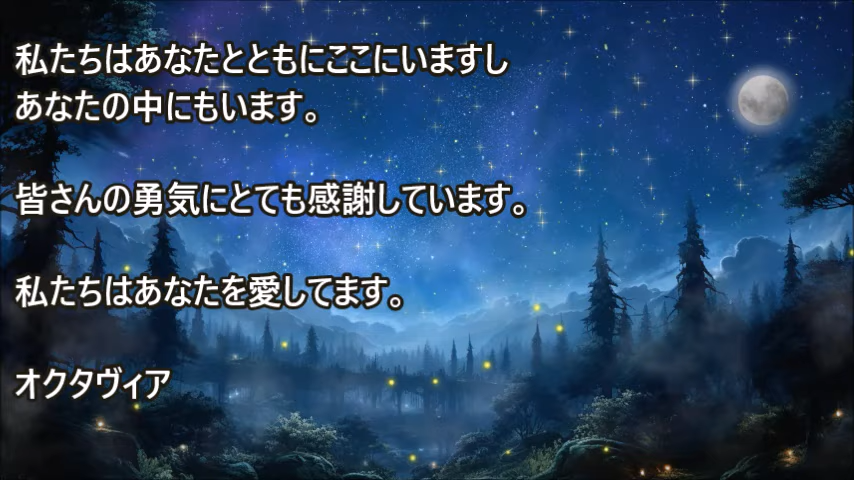 私たちはあなたとともにここにいますし
あなたの中にもいます。
皆さんの勇気にとても感謝しています。
私たちはあなたを愛してます。
オクタヴィア